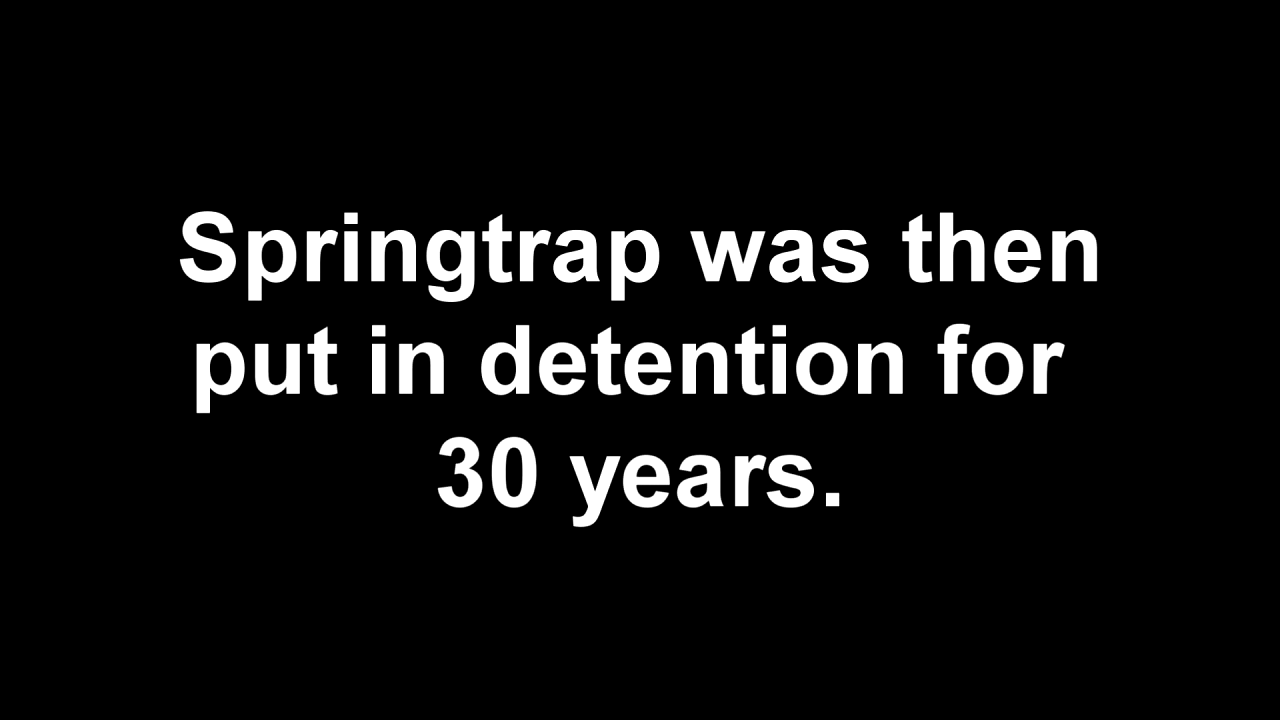 Springtrap was then
put in detention for
30 years.